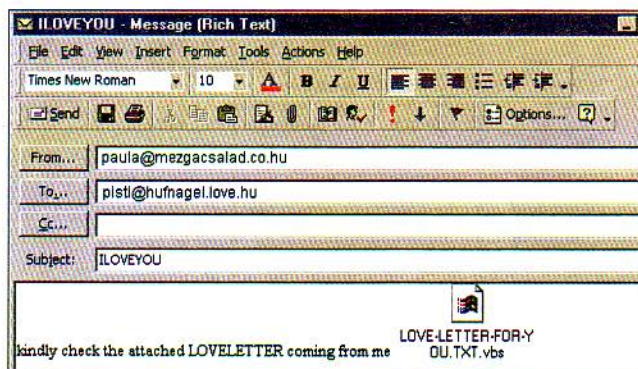 ILOVEYOU - Message (Rich Text)
File Edit View Insert Format Tools Actions Help
Times New Roman 10 A B I U
Send Options...
From... paula@mezgacsalad.co.hu
To... pisti@hufnagel.love.hu
Cc...
Subject: ILOVEYOU
kindly check the attached LOVELETTER coming from me
LOVE-LETTER-FOR-Y
OU.TXT.vbs